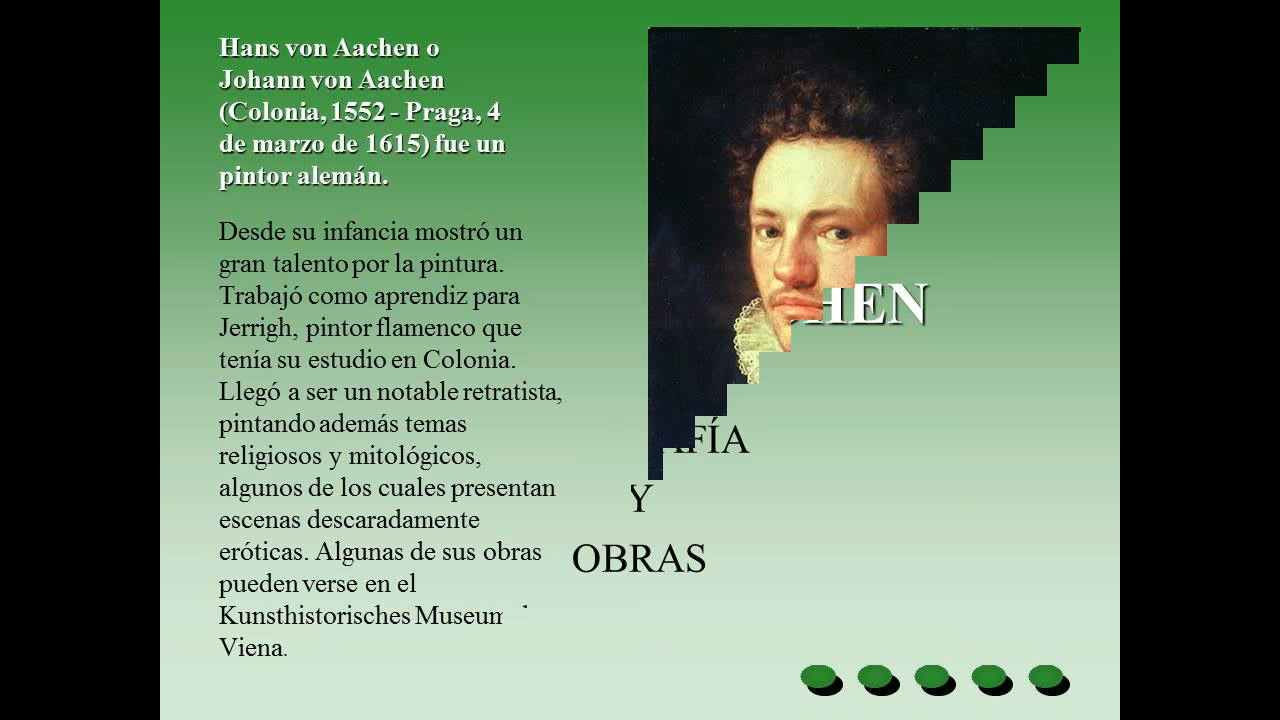 Hans von Aachen o
Johann von Aachen
(Colonia, 1552 - Praga, 4
de marzo de 1615) fue un
pintor alemán.
Desde su infancia mostró un
gran talento por la pintura.
Trabajó como aprendiz para
Jerrigh, pintor flamenco que
tenía su estudio en Colonia.
Llegó a ser un notable retratista,
pintando además temas
religiosos y mitológicos,
algunos de los cuales presentan
escenas descaradamente
eróticas. Algunas de sus obras
pueden verse en el
Kunsthistorisches Museum
Viena.
HEN
FÍA
Y
OBRAS